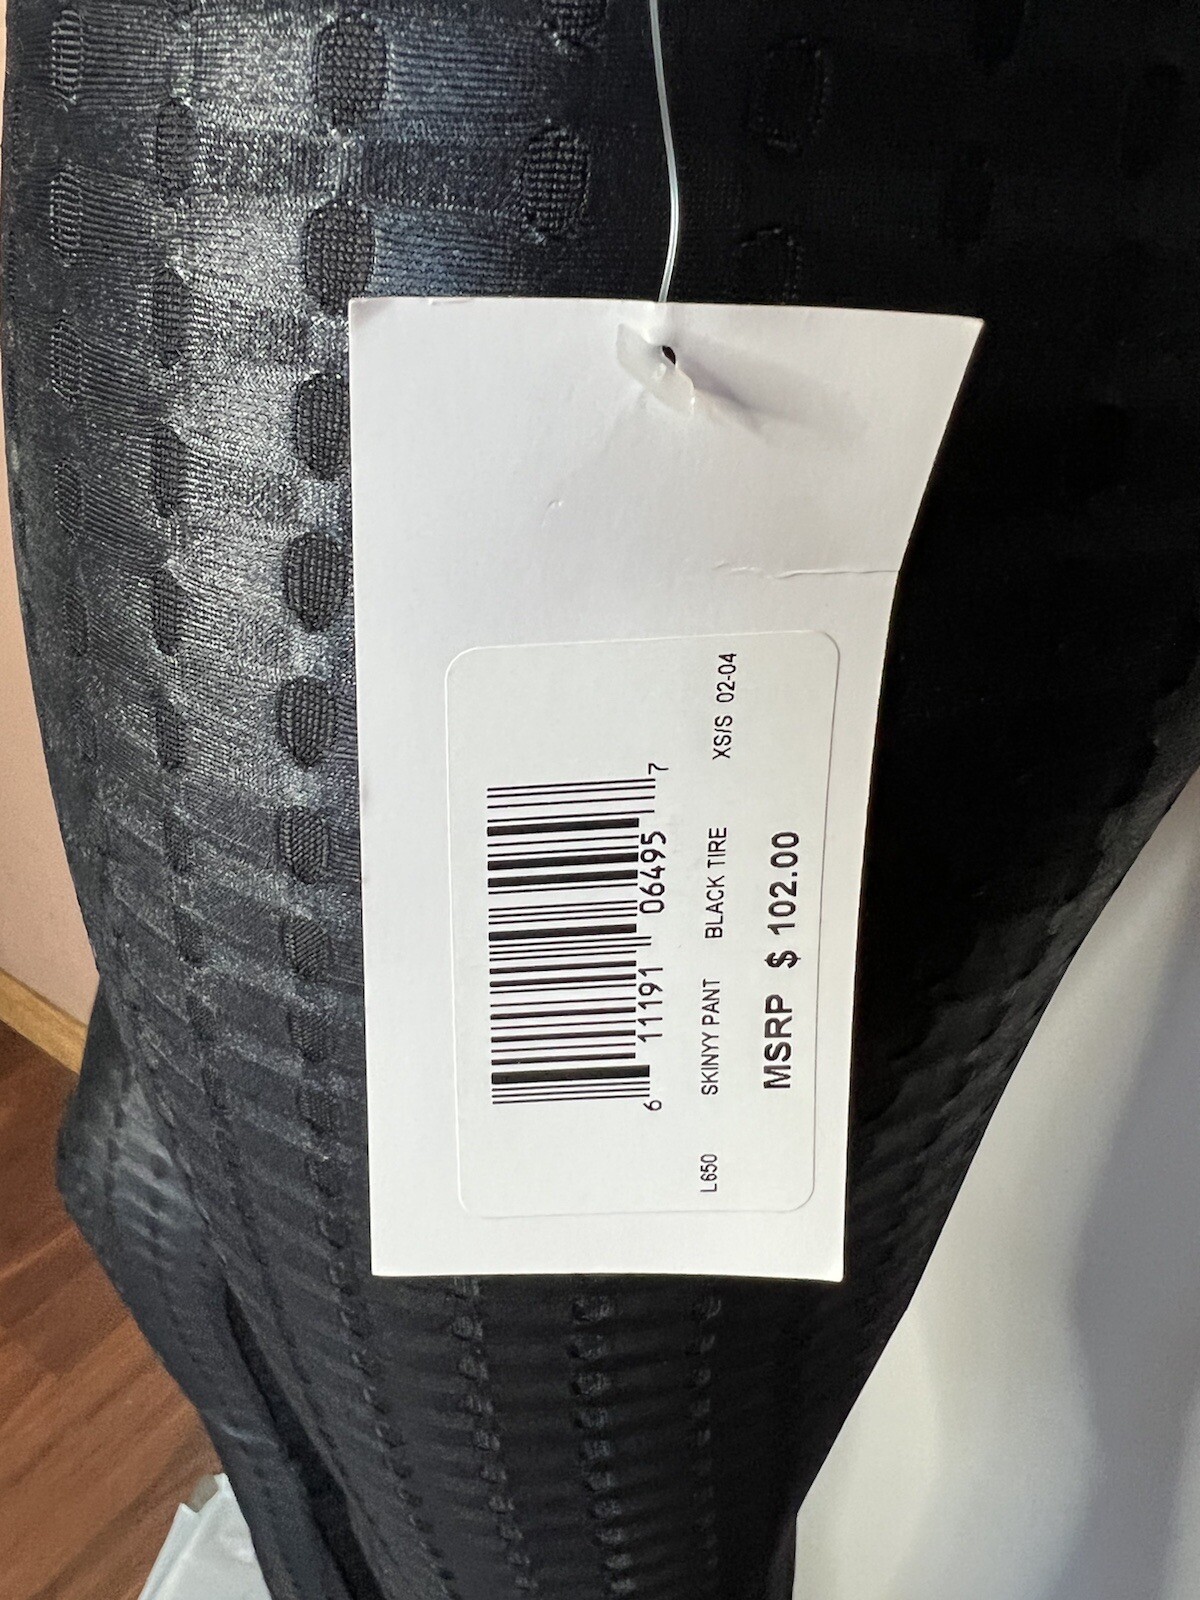 6 11191 06495 7
L650 SKINYY PANT BLACK TIRE XS/S 02-04
MSRP $ 102.00